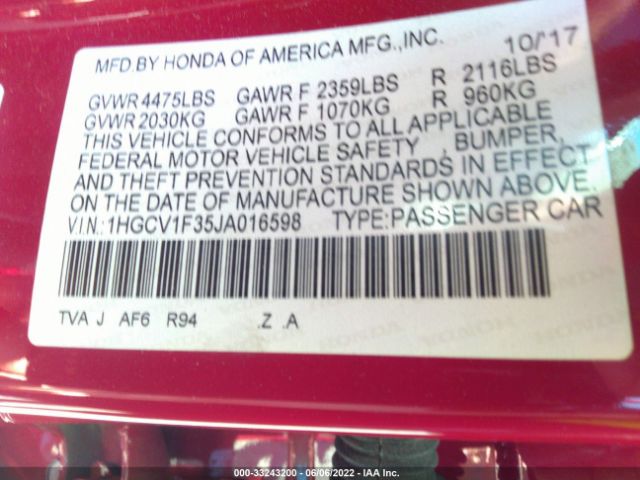 MFD.BY HONDA OF AMERICA MFG.,INC. 10/'17
GVWR 4475LBS GAWR F 2359LBS R 2116LBS
GVWR 2030KG GAWR F 1070KG R 960KG
THIS VEHICLE CONFORMS TO ALL APPLICABLE
FEDERAL MOTOR VEHICLE SAFETY , BUMPER,
AND THEFT PREVENTION STANDARDS IN EFFECT
ON THE DATE OF MANUFACTURE SHOWN ABOVE.
V.I.N.:1HGCV1F35JA016598 TYPE:PASSENGER CAR
TVA J AF6 R94 .Z .A
000-33243200 - 06/06/2022 - IAA Inc.